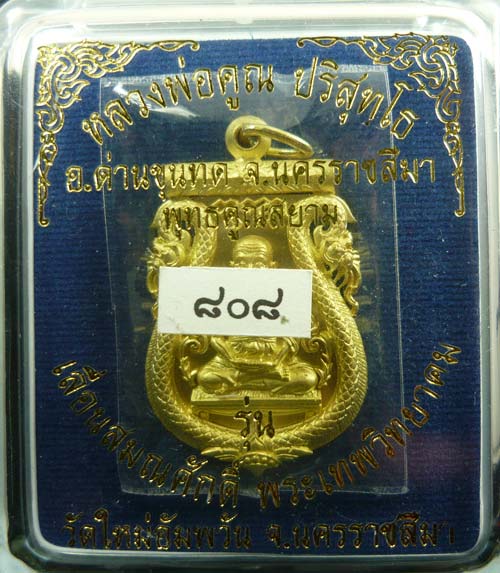 หลวงพ่อคูณ ปริสุทโธ
อ.ด่านขุนทด จ.นครราชสีมา
พุทธคูณสยาม
๘๐๘
รุ่น
เลื่อนสมณศักดิ์ พระเทพวิทยาคม
วัดใหม่อัมพวัน จ.นครราชสีมา